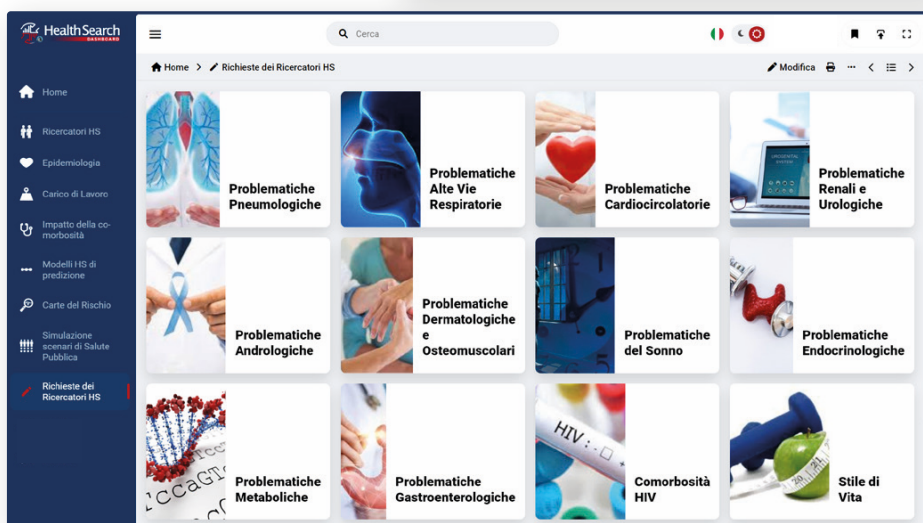 HealthSearch
DASHBOARD
Cerca
Home > Richieste dei Ricercatori HS
Modifica
Home
Ricercatori HS
Epidemiologia
Carico di Lavoro
Impatto della co-
morbosità
Modelli HS di
predizione
Carte del Rischio
Simulazione
scenari di Salute
Pubblica
Richieste dei
Ricercatori HS
Problematiche
Pneumologiche
Problematiche
Alte Vie
Respiratorie
Problematiche
Cardiocircolatorie
Problematiche
Renali e
Urologiche
Problematiche
Andrologiche
Problematiche
Dermatologiche
e
Osteomuscolari
Problematiche
del Sonno
Problematiche
Endocrinologiche
Problematiche
Metaboliche
Problematiche
Gastroenterologiche
HIV:
Comorbosità
HIV
Stile di
Vita